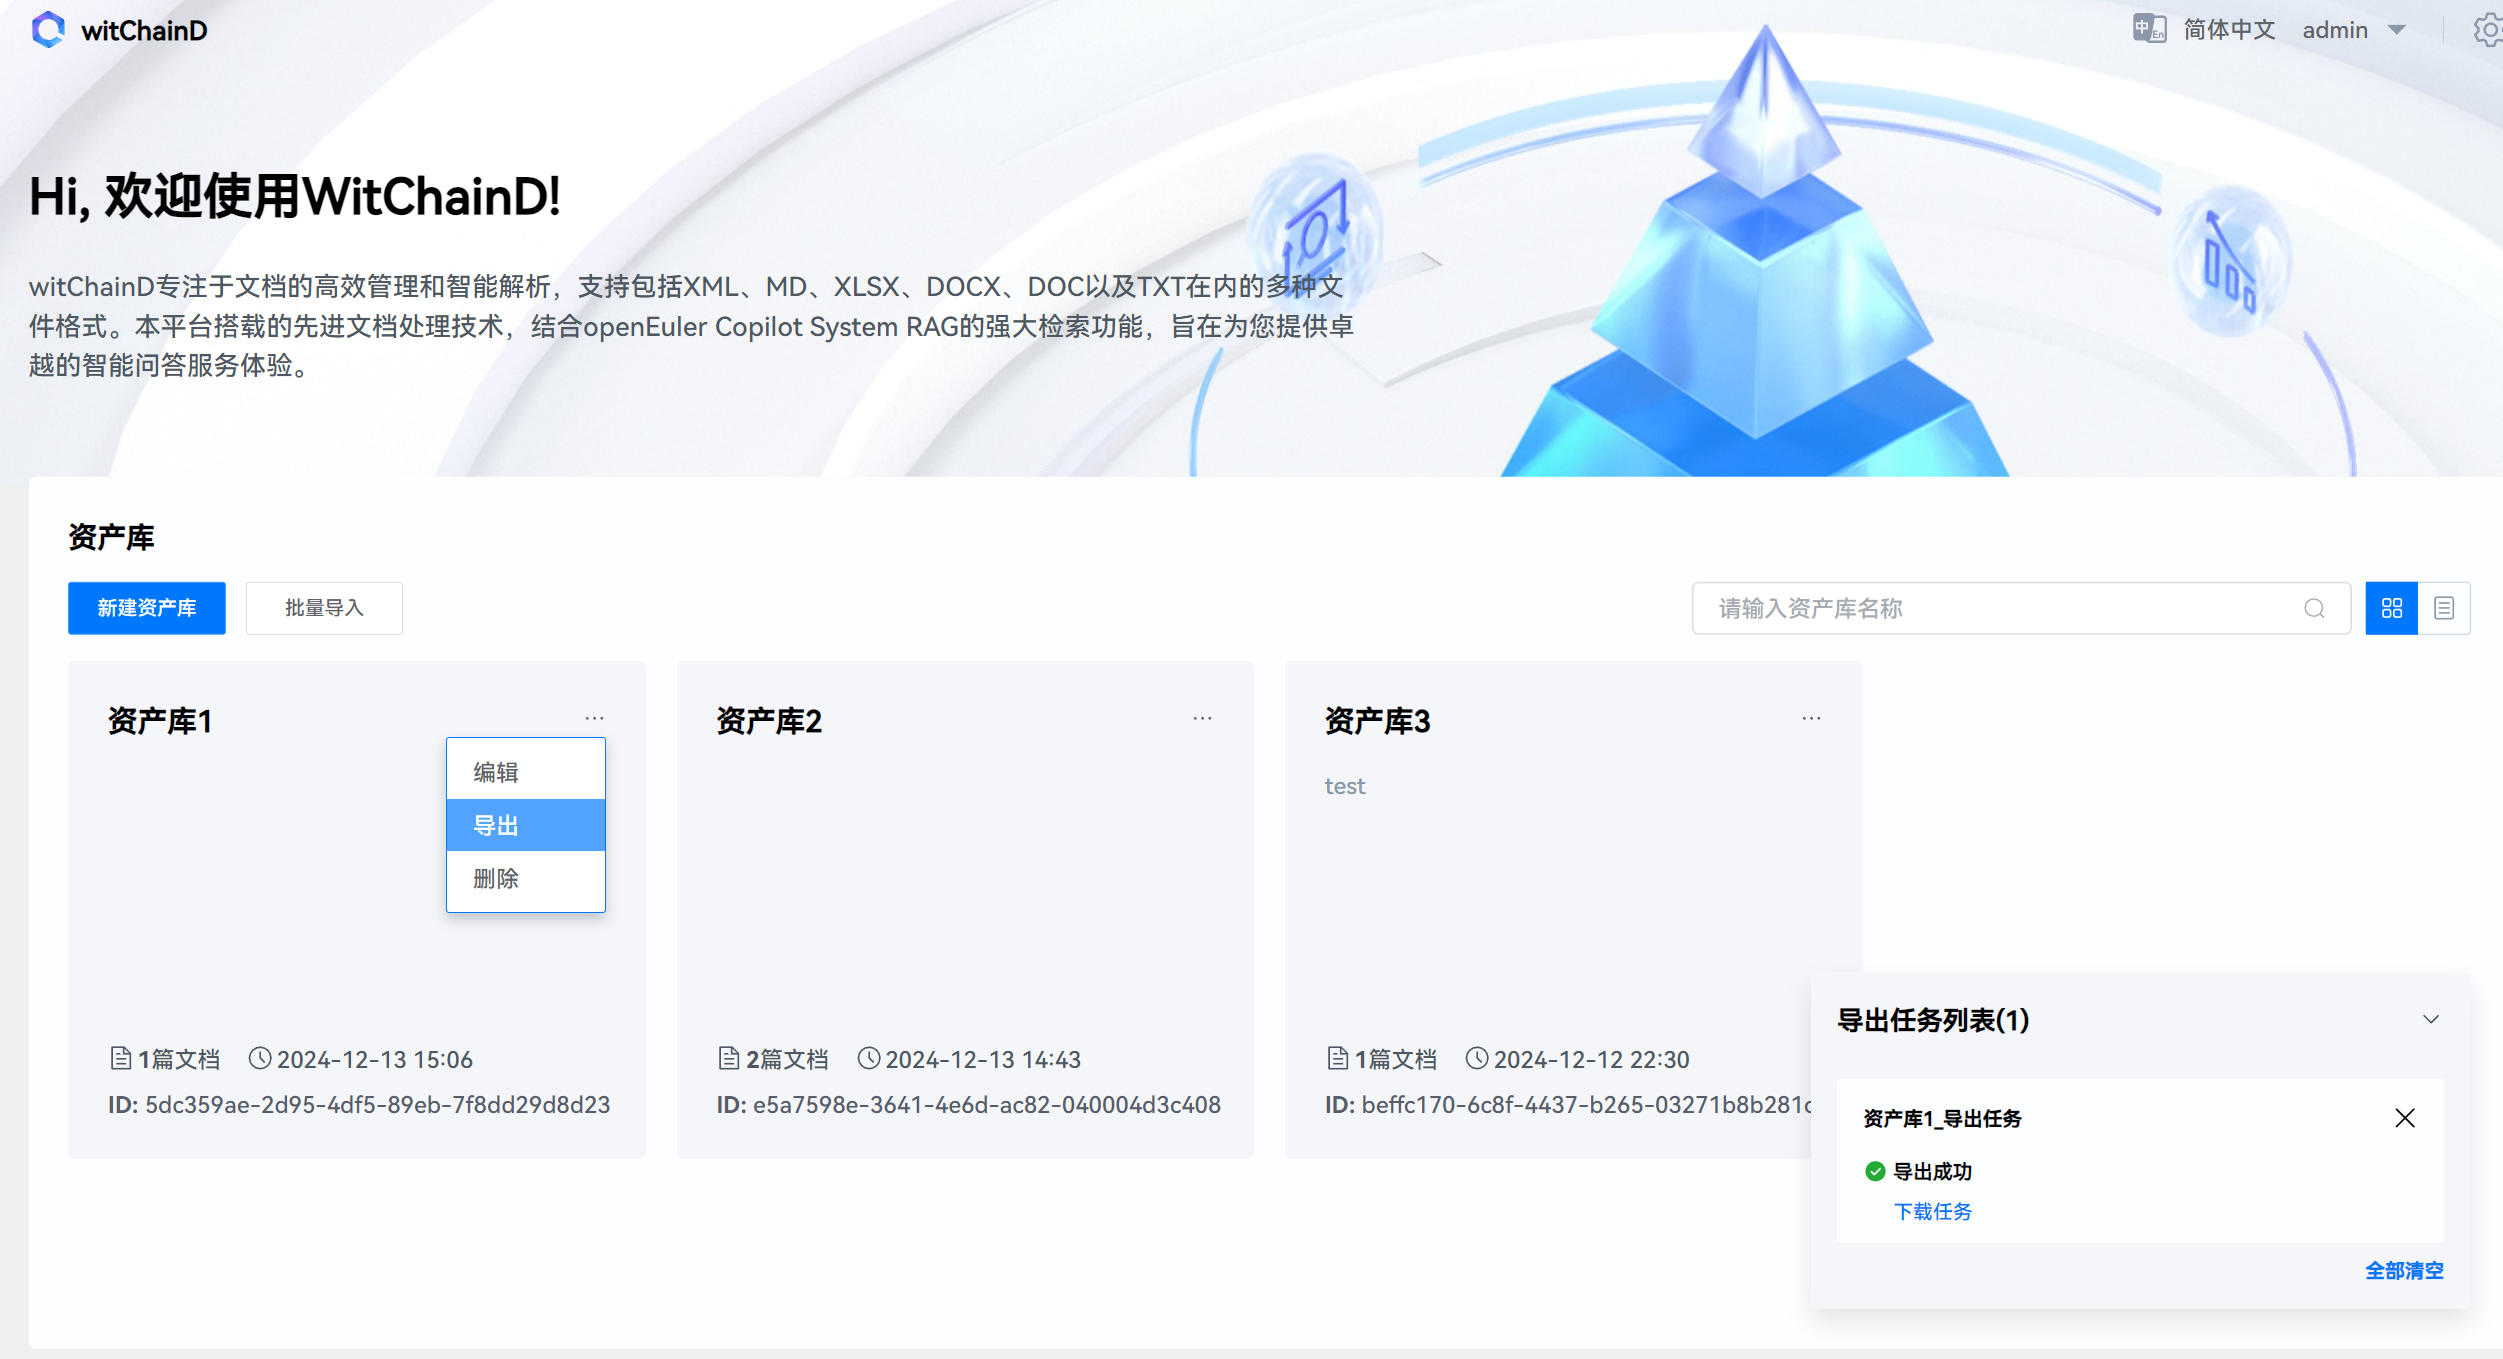 witChainD
简体中文 admin
Hi, 欢迎使用WitChainD!
witChainD专注于文档的高效管理和智能解析，支持包括XML、MD、XLSX、DOCX、DOC以及TXT在内的多种文
件格式。本平台搭载的先进文档处理技术，结合openEuler Copilot System RAG的强大检索功能，旨在为您提供卓
越的智能问答服务体验。
资产库
新建资产库 批量导入 请输入资产库名称
资产库1 ...
编辑
导出
删除
1篇文档 2024-12-13 15:06
ID: 5dc359ae-2d95-4df5-89eb-7f8dd29d8d23
资产库2 ...
2篇文档 2024-12-13 14:43
ID: e5a7598e-3641-4e6d-ac82-040004d3c408
资产库3 ...
test
1篇文档 2024-12-12 22:30
ID: beffc170-6c8f-4437-b265-03271b8b281
导出任务列表(1)
资产库1_导出任务
导出成功
下载任务
全部清空